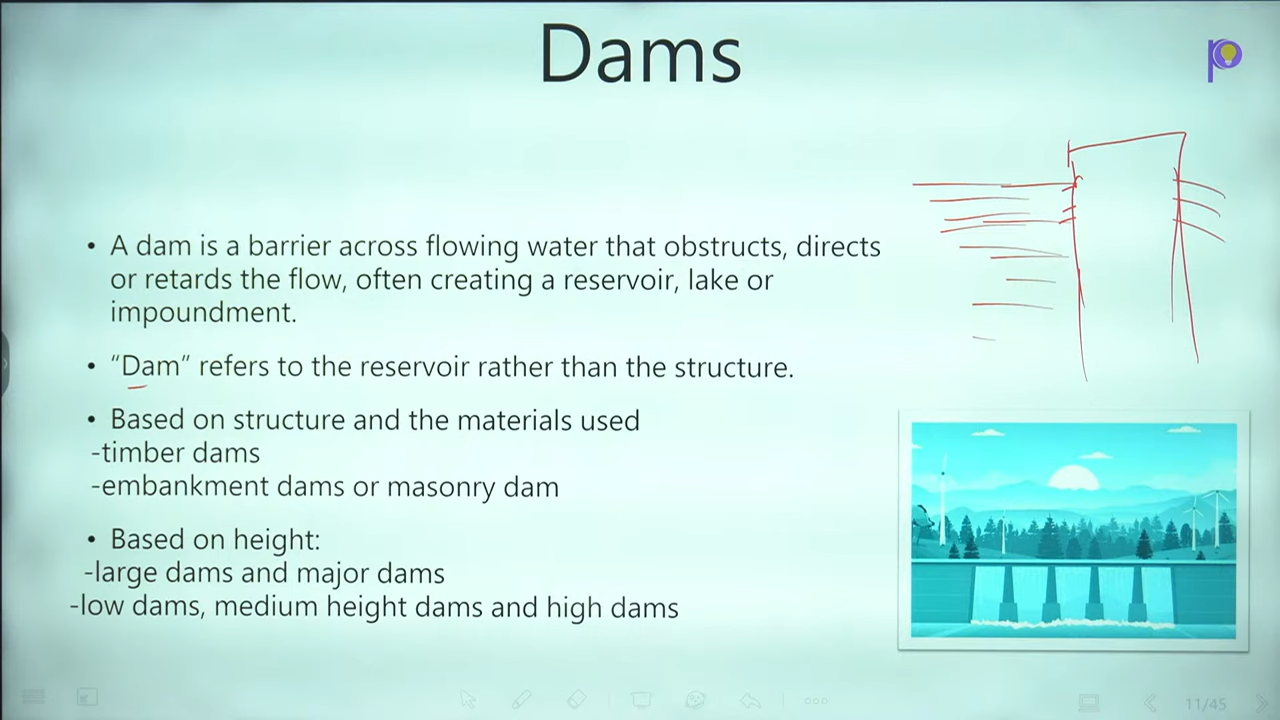 Dams
• A dam is a barrier across flowing water that obstructs, directs
or retards the flow, often creating a reservoir, lake or
impoundment.
• “Dam” refers to the reservoir rather than the structure.
• Based on structure and the materials used
-timber dams
-embankment dams or masonry dam
• Based on height:
-large dams and major dams
-low dams, medium height dams and high dams
11/45